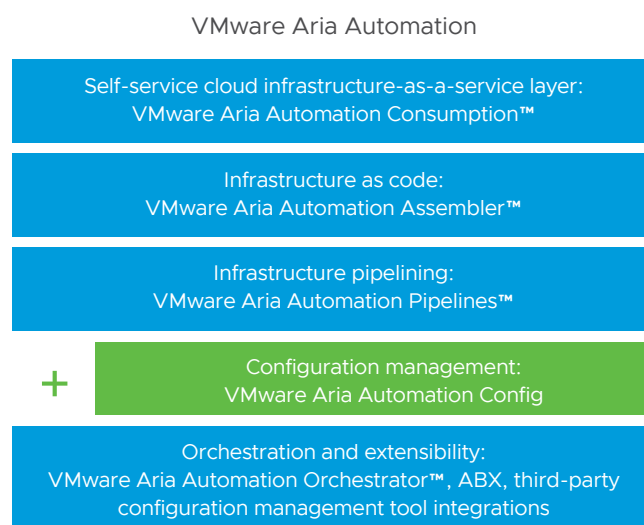 VMware Aria Automation
Self-service cloud infrastructure-as-a-service layer:
VMware Aria Automation Consumption™
Infrastructure as code:
VMware Aria Automation Assembler™
Infrastructure pipelining:
VMware Aria Automation Pipelines™
+
Configuration management:
VMware Aria Automation Config
Orchestration and extensibility:
VMware Aria Automation Orchestrator™, ABX, third-party
configuration management tool integrations